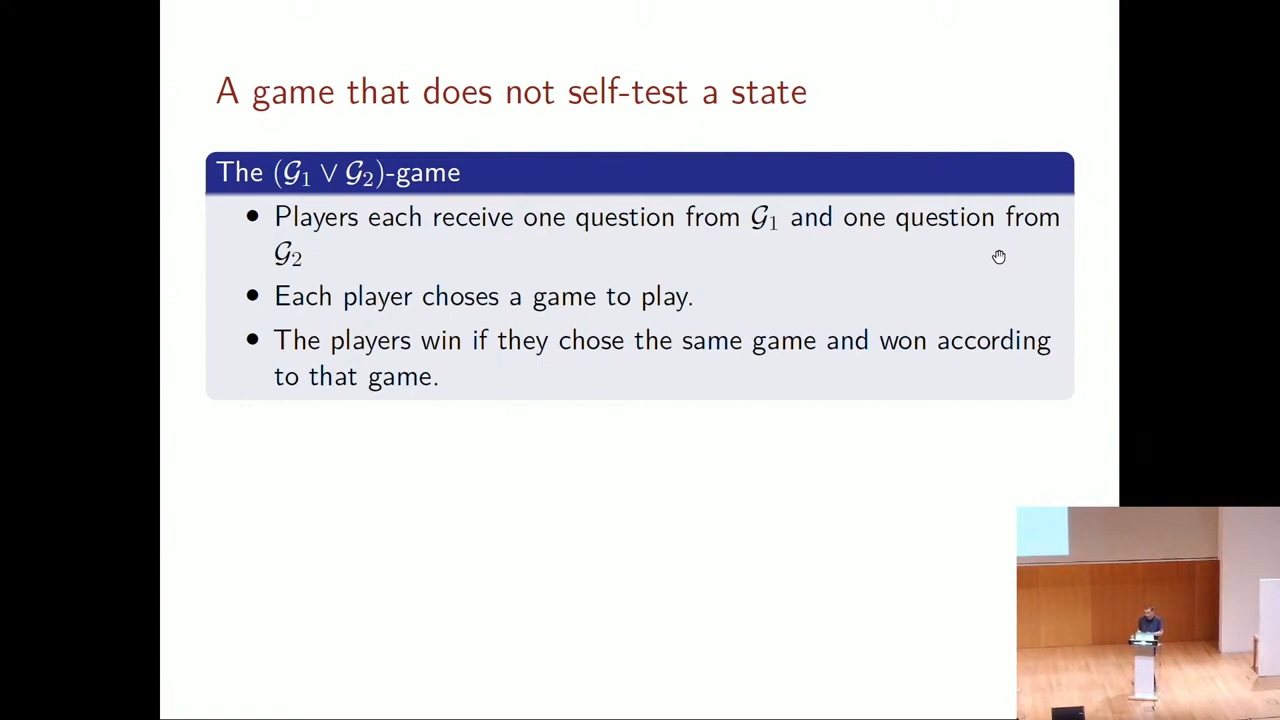 A game that does not self-test a state
The (𝒢₁ ∨ 𝒢₂)-game
• Players each receive one question from 𝒢₁ and one question from
𝒢₂
• Each player choses a game to play.
• The players win if they chose the same game and won according
to that game.